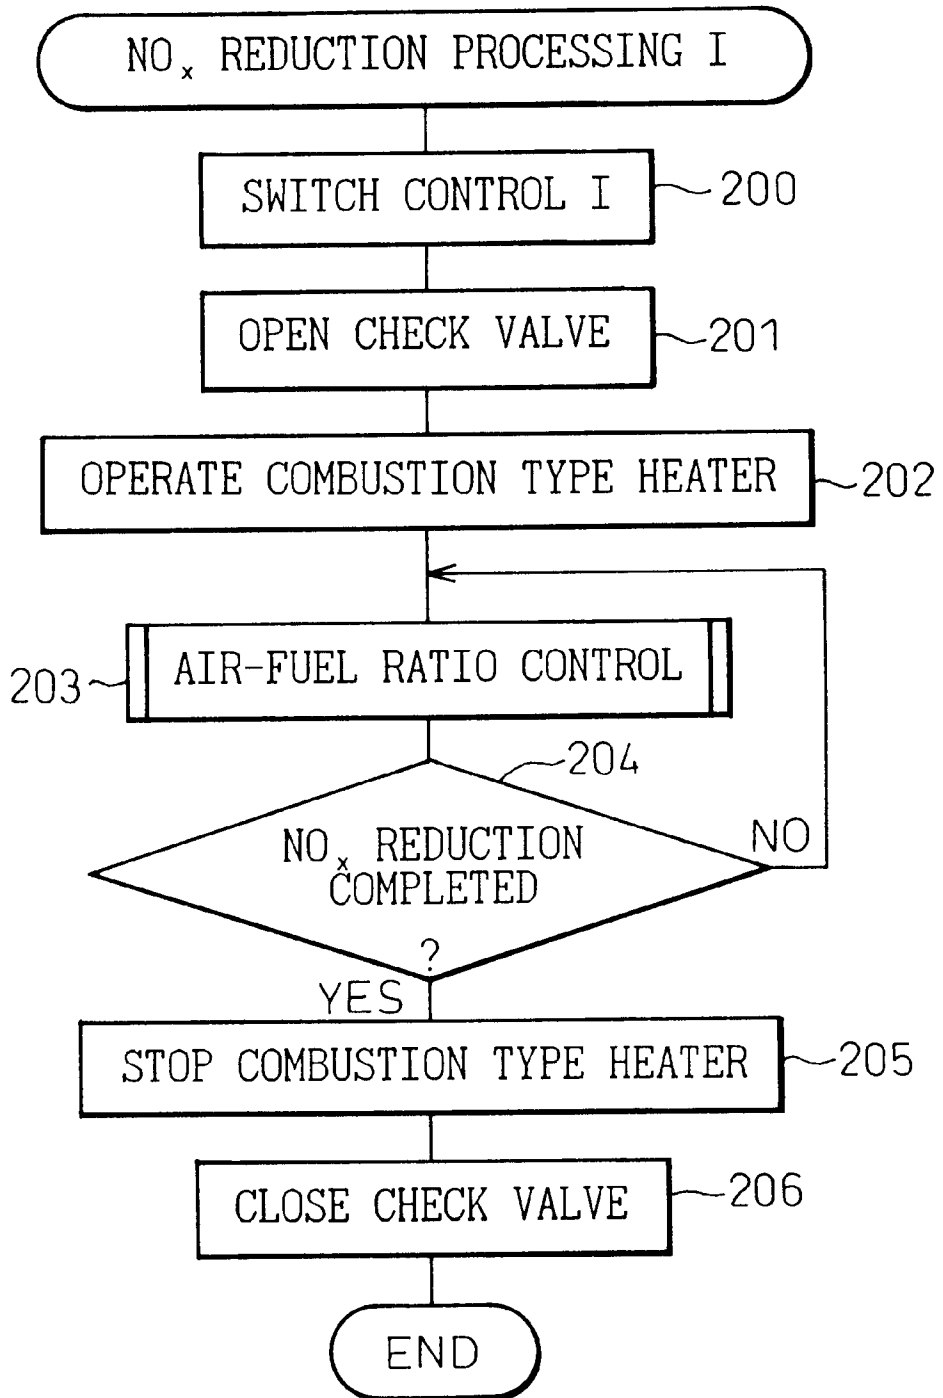 NOx REDUCTION PROCESSING I
SWITCH CONTROL I
200
OPEN CHECK VALVE
201
OPERATE COMBUSTION TYPE HEATER
202
203
AIR-FUEL RATIO CONTROL
204
NOx REDUCTION
COMPLETED
?
NO
YES
STOP COMBUSTION TYPE HEATER
205
CLOSE CHECK VALVE
206
END